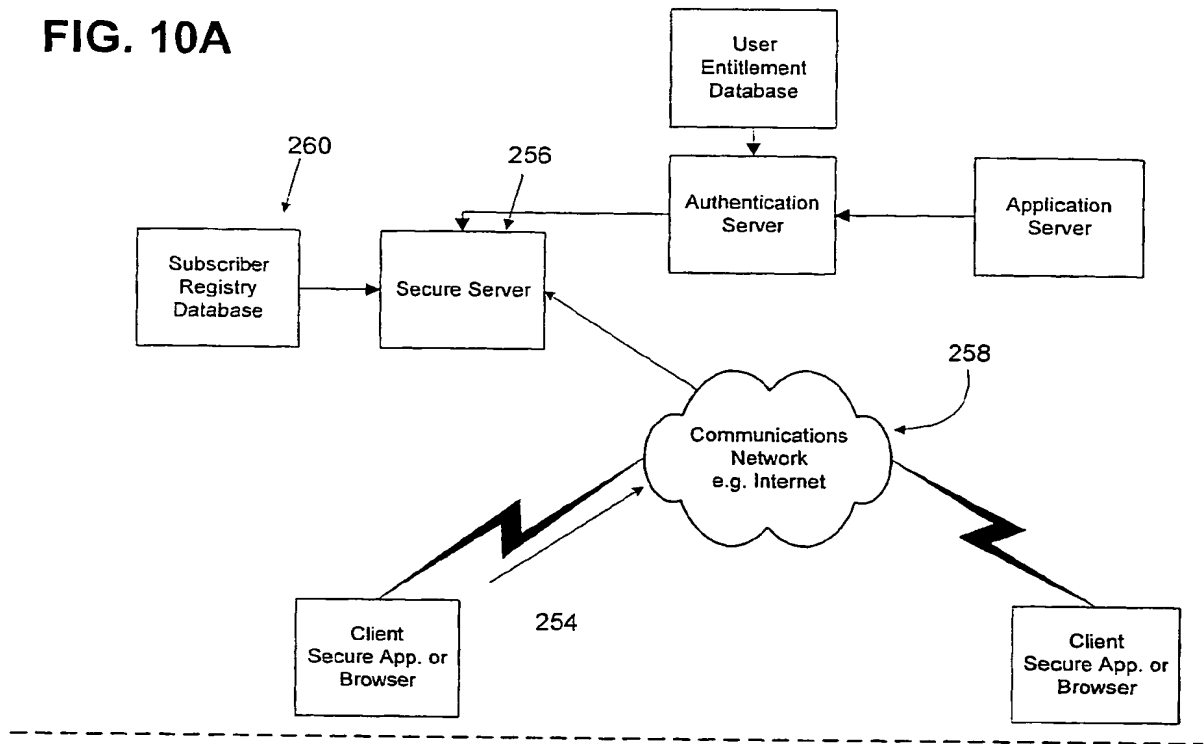 FIG. 10A
User
Entitlement
Database
260
256
Authentication
Server
Application
Server
Subscriber
Registry
Database
Secure Server
258
Communications
Network
e.g. Internet
254
Client
Secure App. or
Browser
Client
Secure App. or
Browser